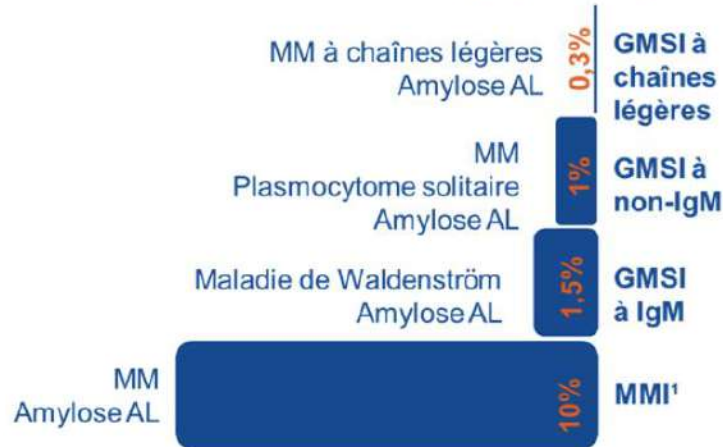 MM à chaînes légères
Amylose AL
0,3%
GMSI à
chaînes
légères
MM
Plasmocytome solitaire
Amylose AL
1%
GMSI à
non-IgM
Maladie de Waldenström
Amylose AL
1,5%
GMSI
à IgM
MM
Amylose AL
10%
MMI¹